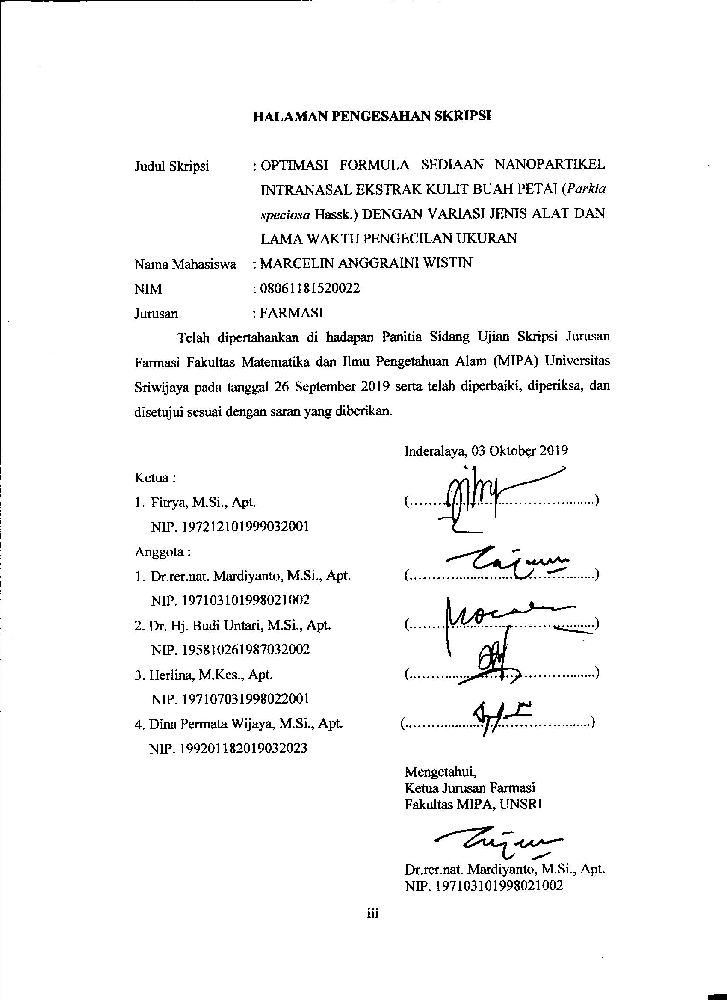 HALAMAN PENGESAHAN SKRIPSI
Judul Skripsi : OPTIMASI FORMULA SEDIAAN NANOPARTIKEL
INTRANASAL EKSTRAK KULIT BUAH PETAI (Parkia
speciosa Hassk.) DENGAN VARIASI JENIS ALAT DAN
LAMA WAKTU PENGECILAN UKURAN
Nama Mahasiswa : MARCELIN ANGGRAINI WISTIN
NIM : 08061181520022
Jurusan : FARMASI
Telah dipertahankan di hadapan Panitia Sidang Ujian Skripsi Jurusan
Farmasi Fakultas Matematika dan Ilmu Pengetahuan Alam (MIPA) Universitas
Sriwijaya pada tanggal 26 September 2019 serta telah diperbaiki, diperiksa, dan
disetujui sesuai dengan saran yang diberikan.
Inderalaya, 03 Oktober 2019
Ketua :
1. Fitrya, M.Si., Apt. (..........................................................)
NIP. 197212101999032001
Anggota :
1. Dr.rer.nat. Mardiyanto, M.Si., Apt. (..........................................................)
NIP. 197103101998021002
2. Dr. Hj. Budi Untari, M.Si., Apt. (..........................................................)
NIP. 195810261987032002
3. Herlina, M.Kes., Apt. (..........................................................)
NIP. 197107031998022001
4. Dina Permata Wijaya, M.Si., Apt. (..........................................................)
NIP. 199201182019032023
Mengetahui,
Ketua Jurusan Farmasi
Fakultas MIPA, UNSRI
Dr.rer.nat. Mardiyanto, M.Si., Apt.
NIP. 197103101998021002
iii